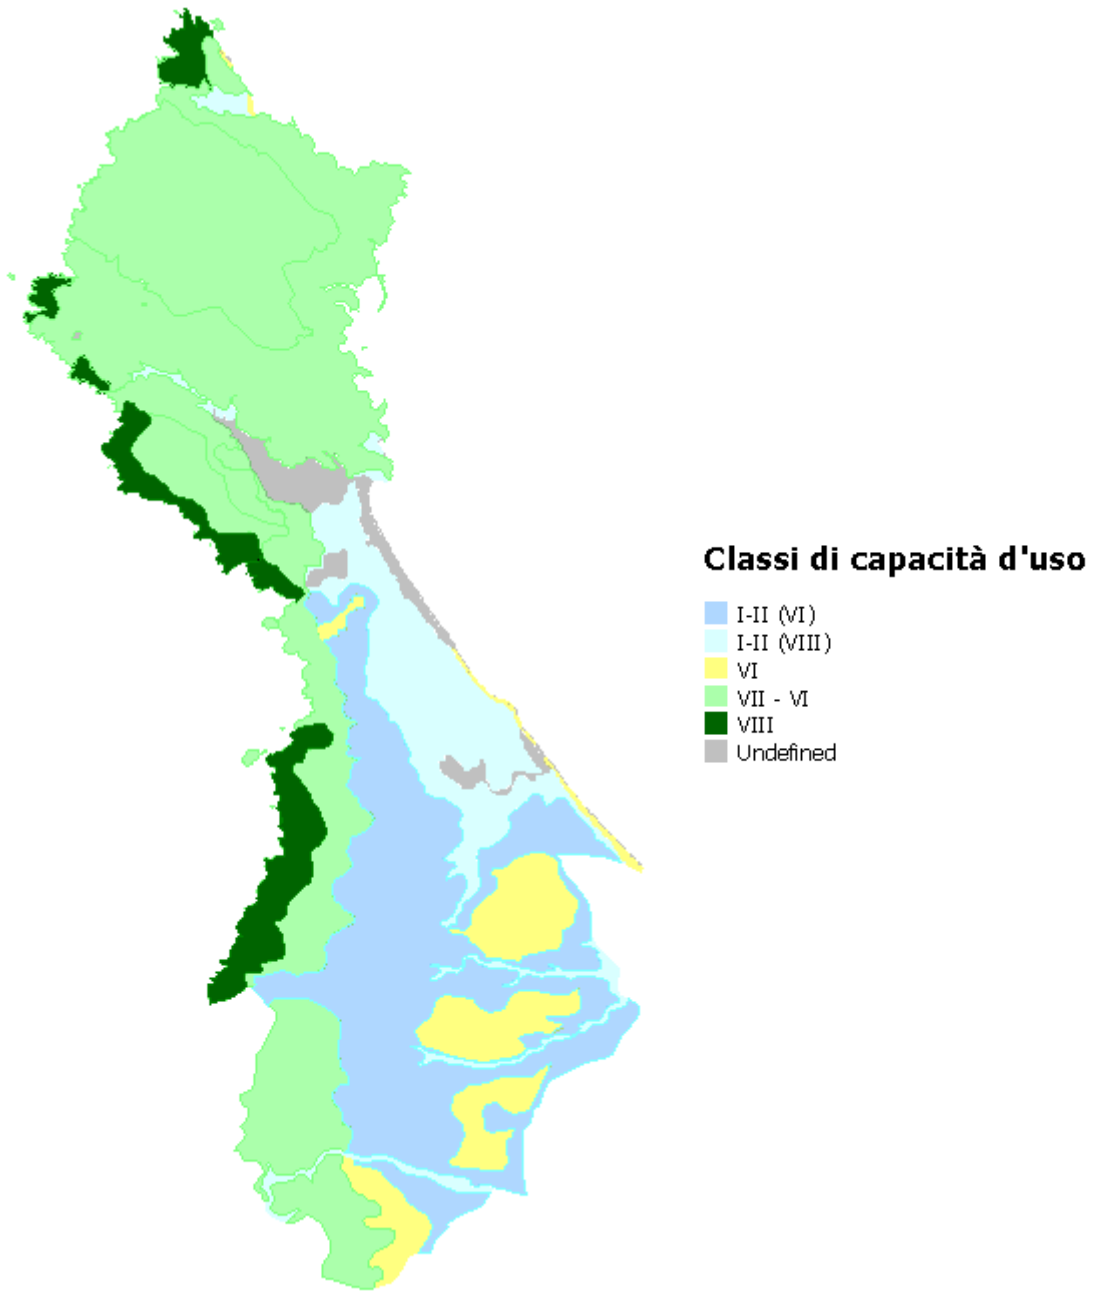 Classi di capacità d'uso
I-II (VI)
I-II (VIII)
VI
VII - VI
VIII
Undefined